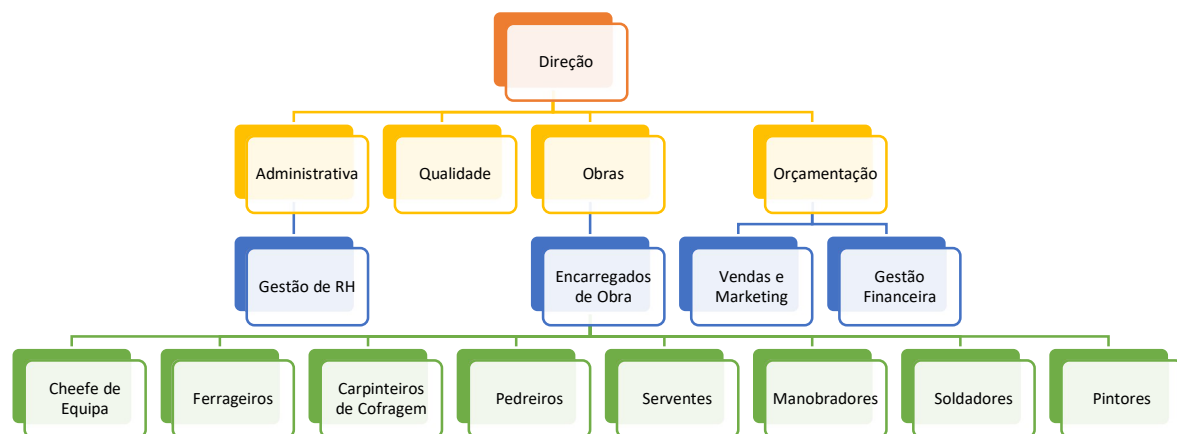 Direção
Administrativa
Qualidade
Obras
Orçamentação
Gestão de RH
Encarregados
de Obra
Vendas e
Marketing
Gestão
Financeira
Cheefe de
Equipa
Ferrageiros
Carpinteiros
de Cofragem
Pedreiros
Serventes
Manobradores
Soldadores
Pintores